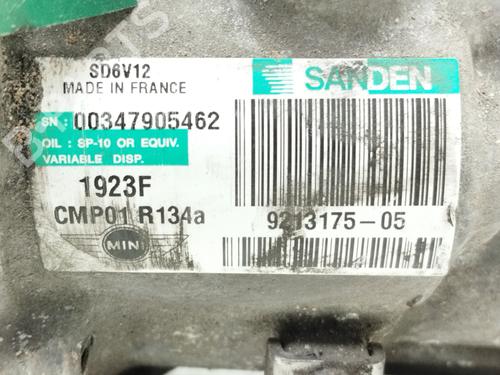 SD6V12
MADE IN FRANCE
SANDEN
SN : 00347905462
OIL : SP-10 OR EQUIV.
VARIABLE DISP.
1923F
CMP01 R134a
9213175-05
MINI